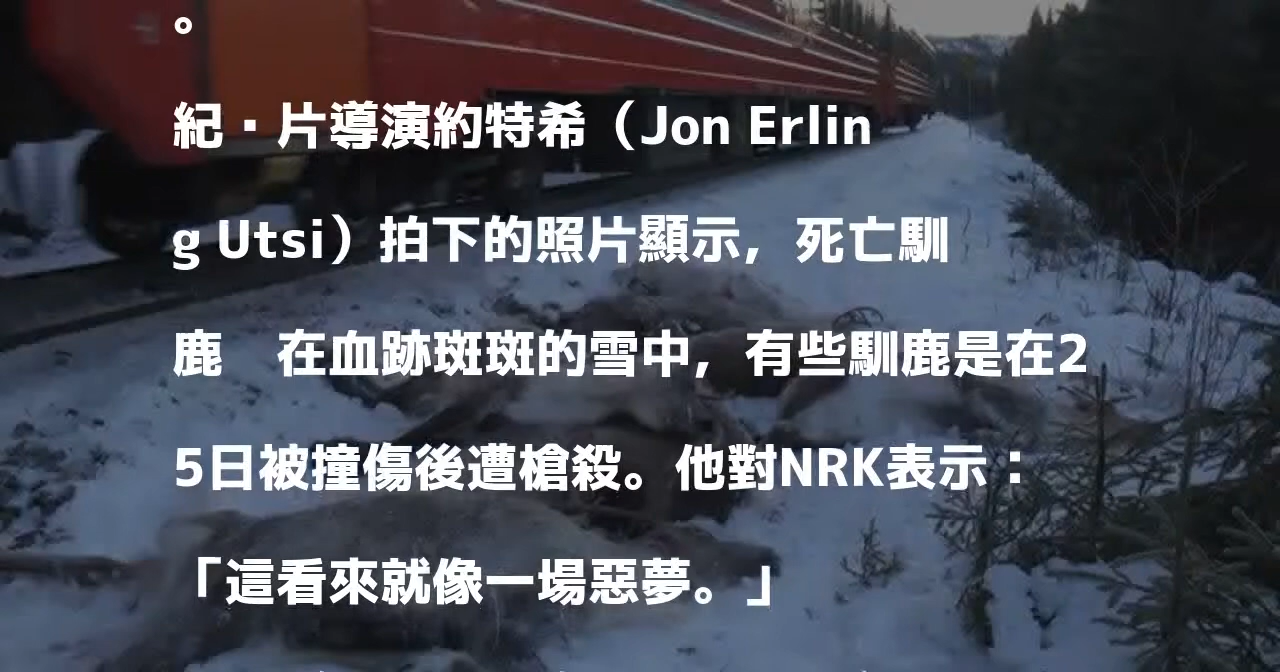 。
紀▪片導演約特希（Jon Erlin
g Utsi）拍下的照片顯示，死亡馴
鹿　在血跡斑斑的雪中，有些馴鹿是在2
5日被撞傷後遭槍殺。他對NRK表示：
「這看來就像一場惡夢。」